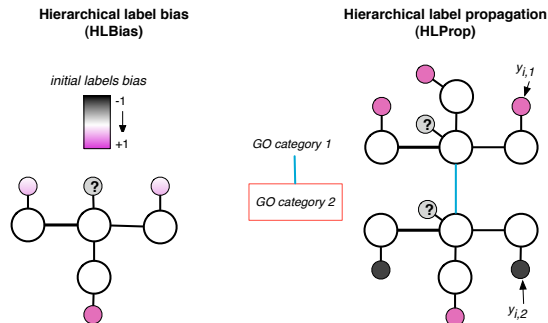 Hierarchical label bias
(HLBias)
initial labels bias
-1
+1
?
Hierarchical label propagation
(HLProp)
y_{i,1}
?
GO category 1
GO category 2
?
y_{i,2}